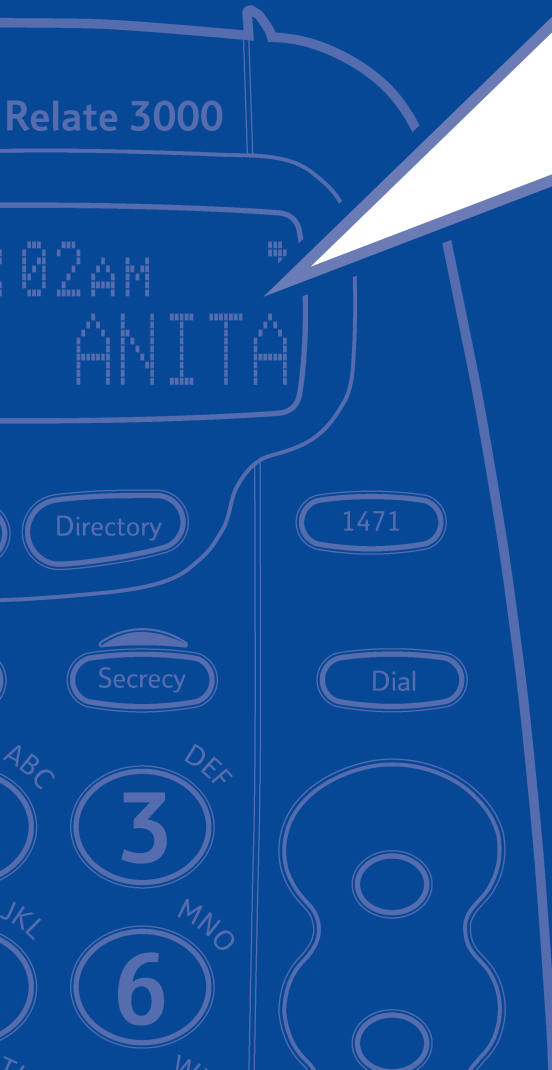 Relate 3000
02AM
ANITA
Directory
1471
Secrecy
Dial
ABC
DEF
3
JKL
MNO
6